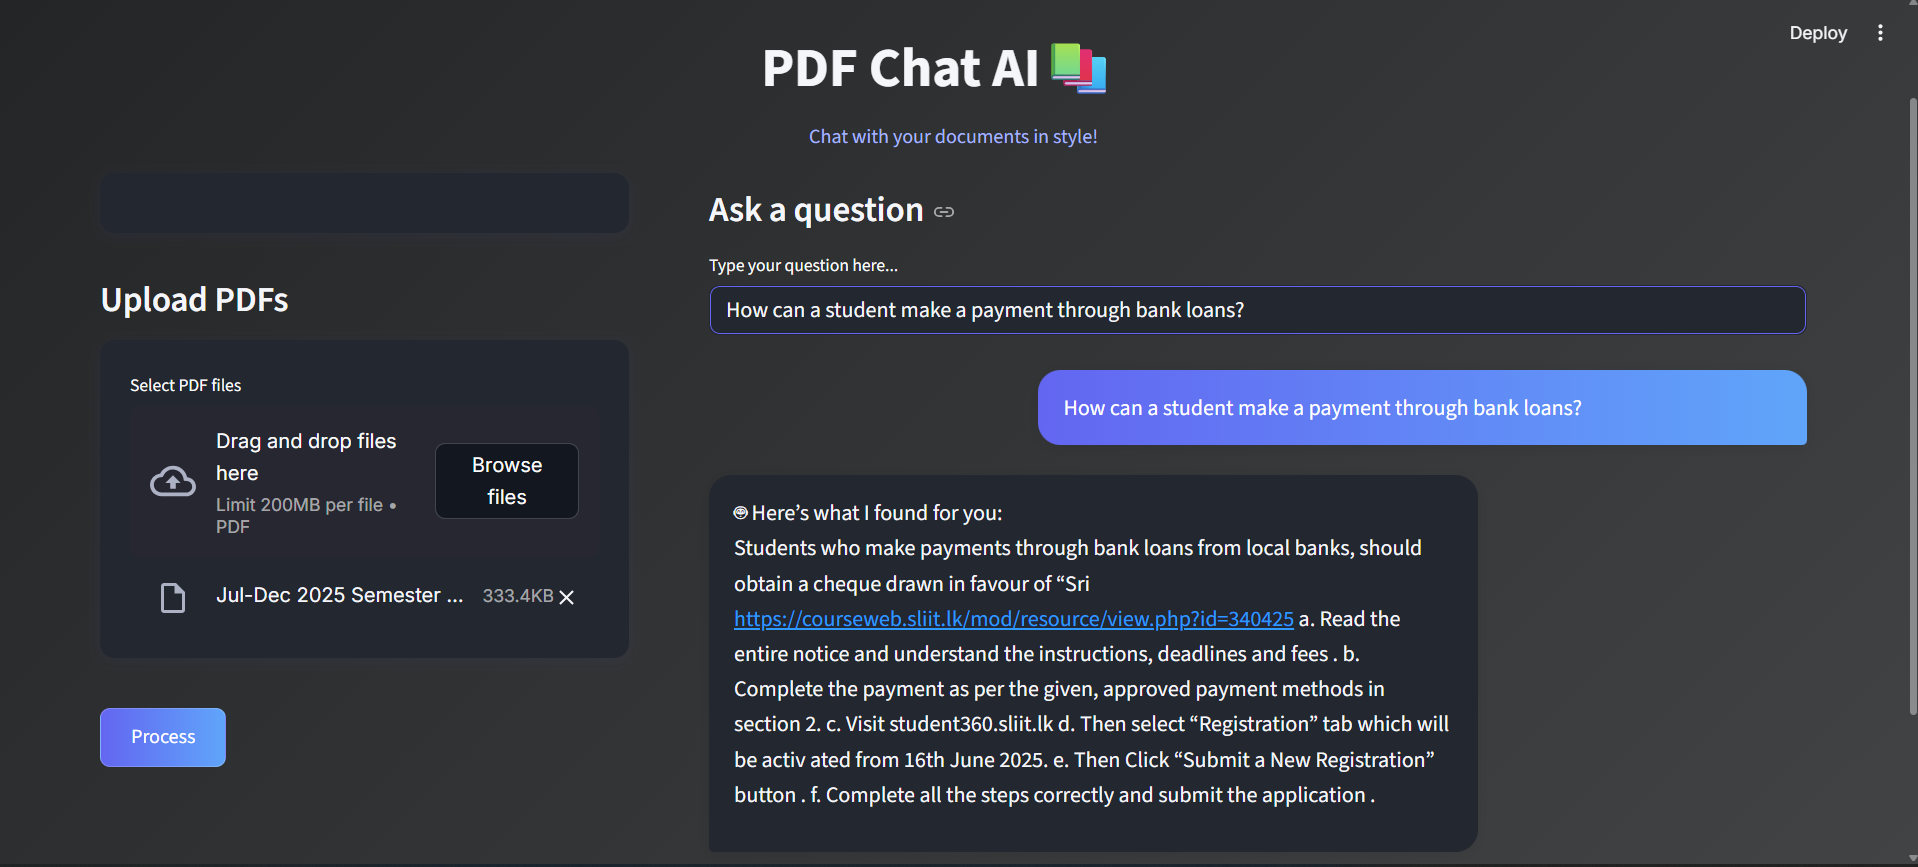 Deploy
PDF Chat AI
Chat with your documents in style!
Upload PDFs
Select PDF files
Drag and drop files
here
Limit 200MB per file •
PDF
Browse
files
Jul-Dec 2025 Semester ... 333.4KB
Process
Ask a question
Type your question here...
How can a student make a payment through bank loans?
How can a student make a payment through bank loans?
Here’s what I found for you:
Students who make payments through bank loans from local banks, should
obtain a cheque drawn in favour of “Sri
https://courseweb.sliit.lk/mod/resource/view.php?id=340425 a. Read the
entire notice and understand the instructions, deadlines and fees . b.
Complete the payment as per the given, approved payment methods in
section 2. c. Visit student360.sliit.lk d. Then select “Registration” tab which will
be activ ated from 16th June 2025. e. Then Click “Submit a New Registration”
button . f. Complete all the steps correctly and submit the application .